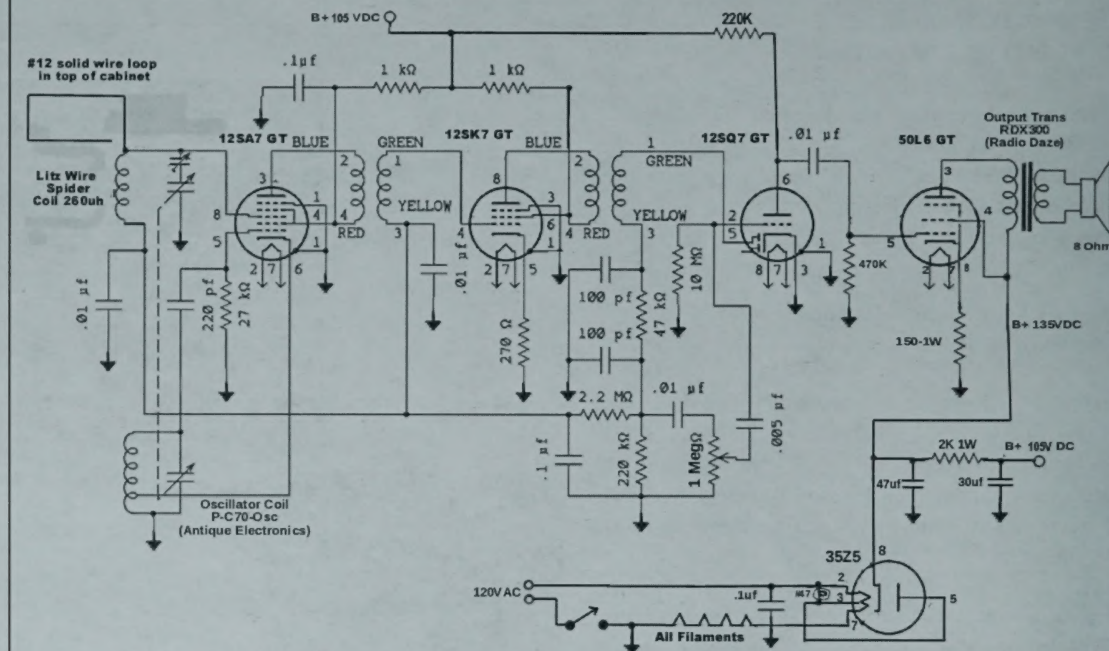 B+ 105 VDC
220K
#12 solid wire loop
in top of cabinet
.1µf
1 kΩ
1 kΩ
Output Trans
RDX300
(Radio Daze)
12SA7 GT
BLUE
GREEN
12SK7 GT
BLUE
12SQ7 GT
.01 µf
50L6 GT
3
2
1
8
2
1
GREEN
6
3
Litz Wire
Spider
Coil 260uh
8
5
1
4
1
6
2
7
4
RED
YELLOW
3
4
3
6
1
5
2
7
4
RED
YELLOW
3
2
5
1
8
7
3
5
4
2
7
8
8 Ohm
.01 µf
220 pf
27 kΩ
.01 µf
270 Ω
100 pf
100 pf
47 kΩ
10 MΩ
470K
150-1W
B+ 135VDC
2.2 MΩ
.01 µf
.005 µf
.1 µf
220 kΩ
1 MegΩ
2K 1W
B+ 105V DC
47uf
30uf
Oscillator Coil
P-C70-Osc
(Antique Electronics)
35Z5
8
120VAC
.1uf
#47
2
3
7
5
All Filaments